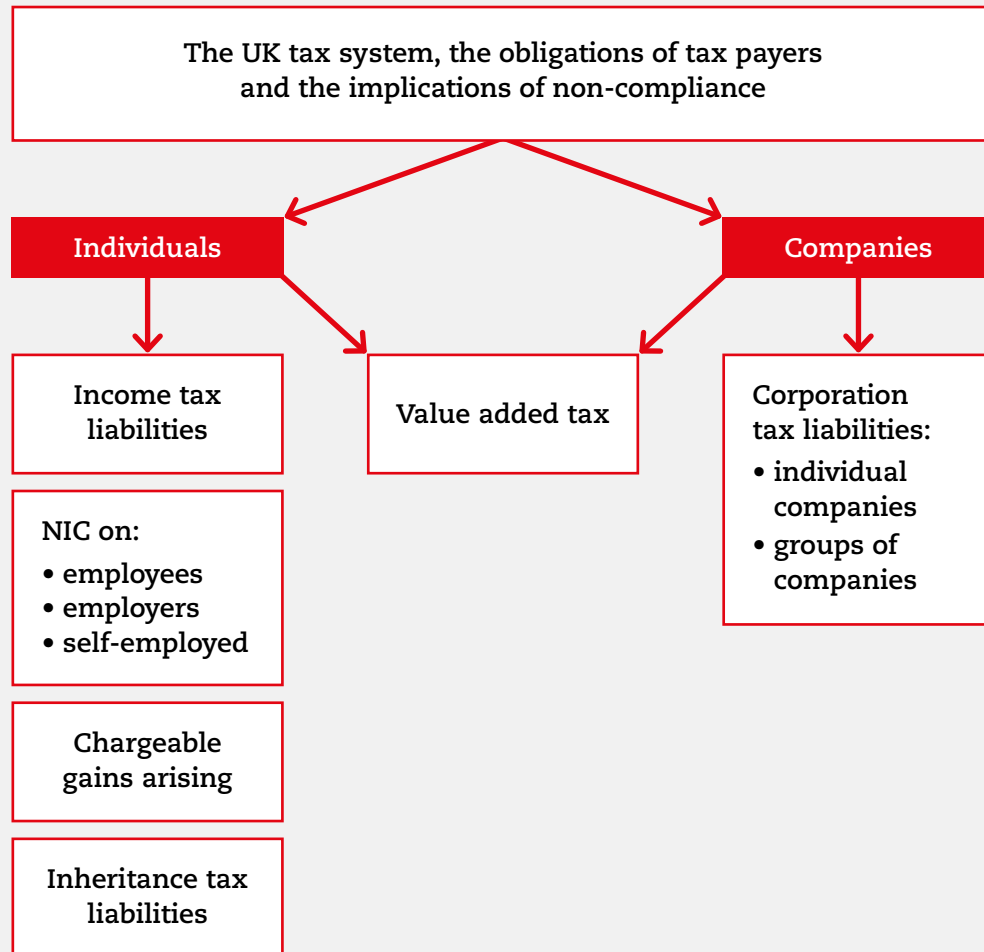 The UK tax system, the obligations of tax payers
and the implications of non-compliance
Individuals
Companies
Income tax
liabilities
Value added tax
Corporation
tax liabilities:
• individual
companies
• groups of
companies
NIC on:
• employees
• employers
• self-employed
Chargeable
gains arising
Inheritance tax
liabilities